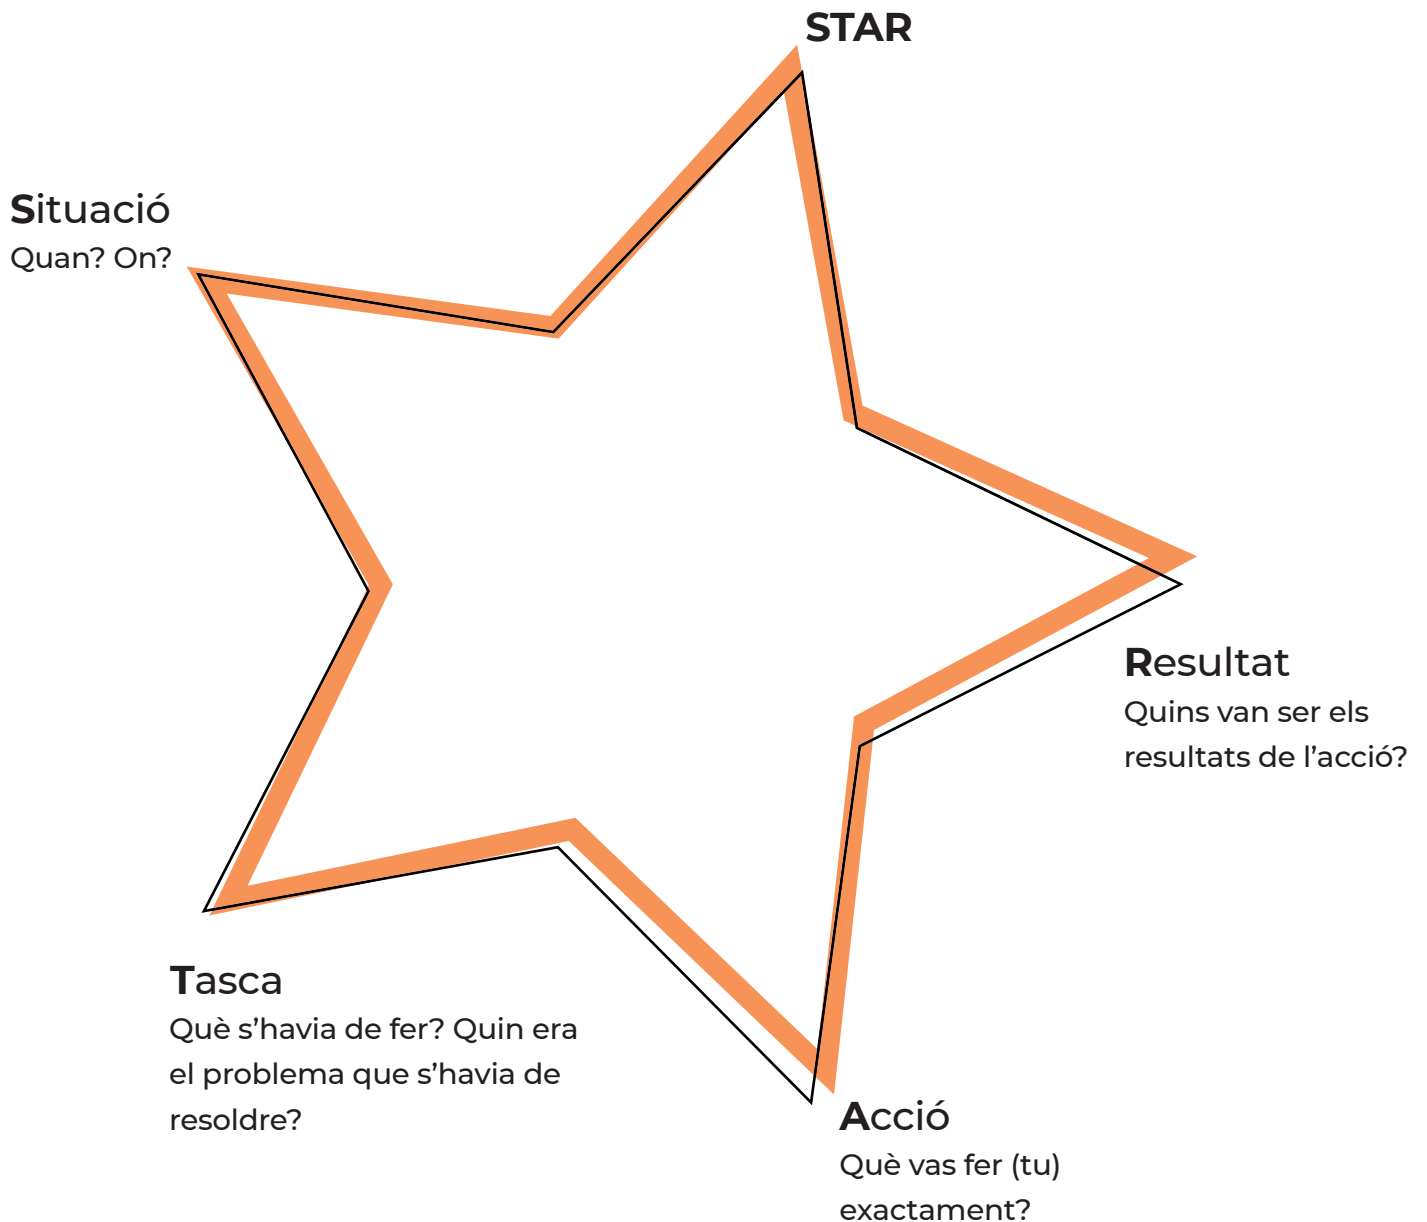 STAR
Situació
Quan? On?
Tasca
Què s’havia de fer? Quin era
el problema que s’havia de
resoldre?
Acció
Què vas fer (tu)
exactament?
Resultat
Quins van ser els
resultats de l’acció?